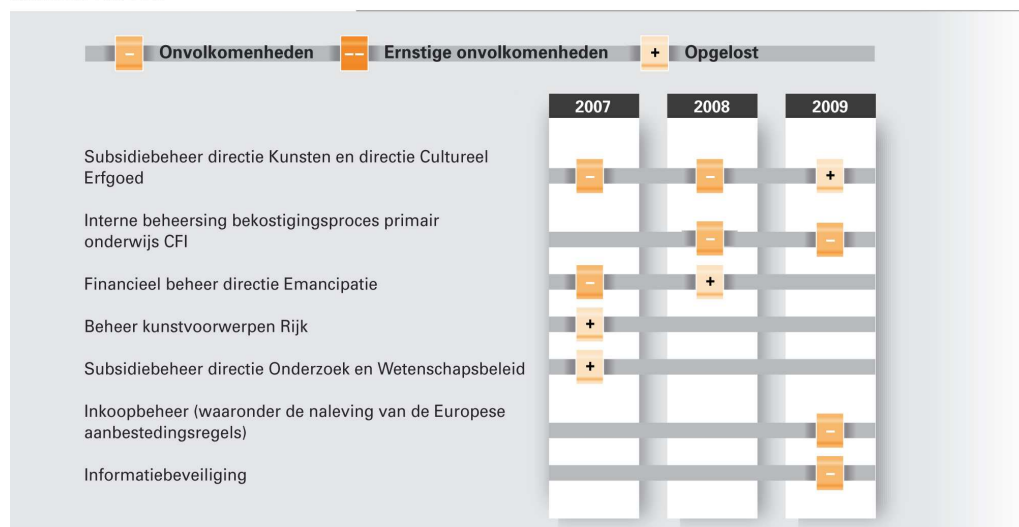 – Onvolkomenheden –– Ernstige onvolkomenheden + Opgelost
2007 2008 2009
Subsidiebeheer directie Kunsten en directie Cultureel
Erfgoed – – +
Interne beheersing bekostigingsproces primair
onderwijs CFI – –
Financieel beheer directie Emancipatie – +
Beheer kunstvoorwerpen Rijk +
Subsidiebeheer directie Onderzoek en Wetenschapsbeleid +
Inkoopbeheer (waaronder de naleving van de Europese
aanbestedingsregels) –
Informatiebeveiliging –